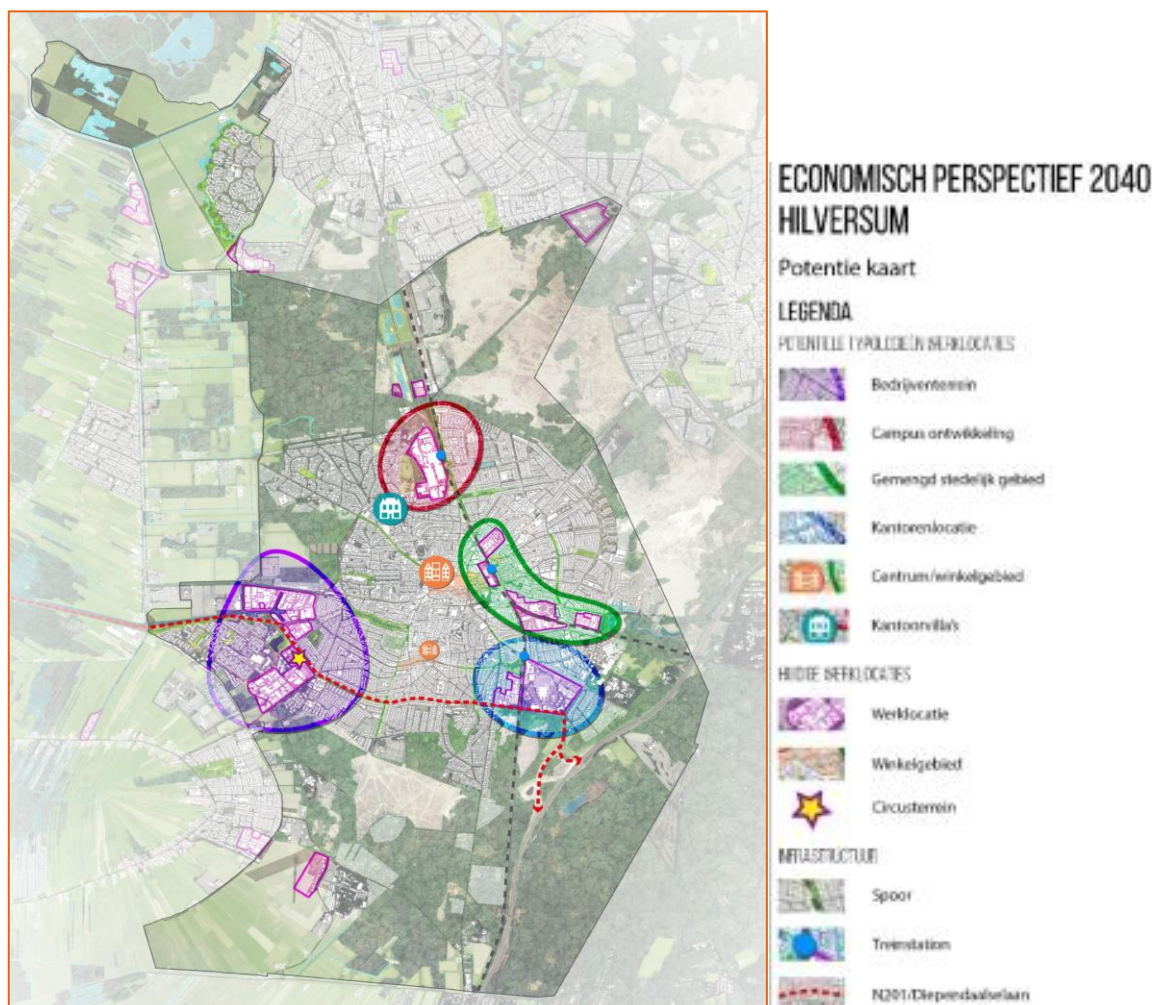 ECONOMISCH PERSPECTIEF 2040
HILVERSUM
Potentie kaart
LEGENDA
POTENTIËLE TYPOLOGIËN WERKLOCATIES
Bedrijventerrein
Campus ontwikkeling
Gemengd stedelijk gebied
Kantorenlocatie
Centrum/winkelgebied
Kantoorvilla's
HUIDIGE WERKLOCATIES
Werklocatie
Winkelgebied
Circusterrein
INFRASTRUCTUUR
Spoor
Treinstation
N201/Diependaalselaan